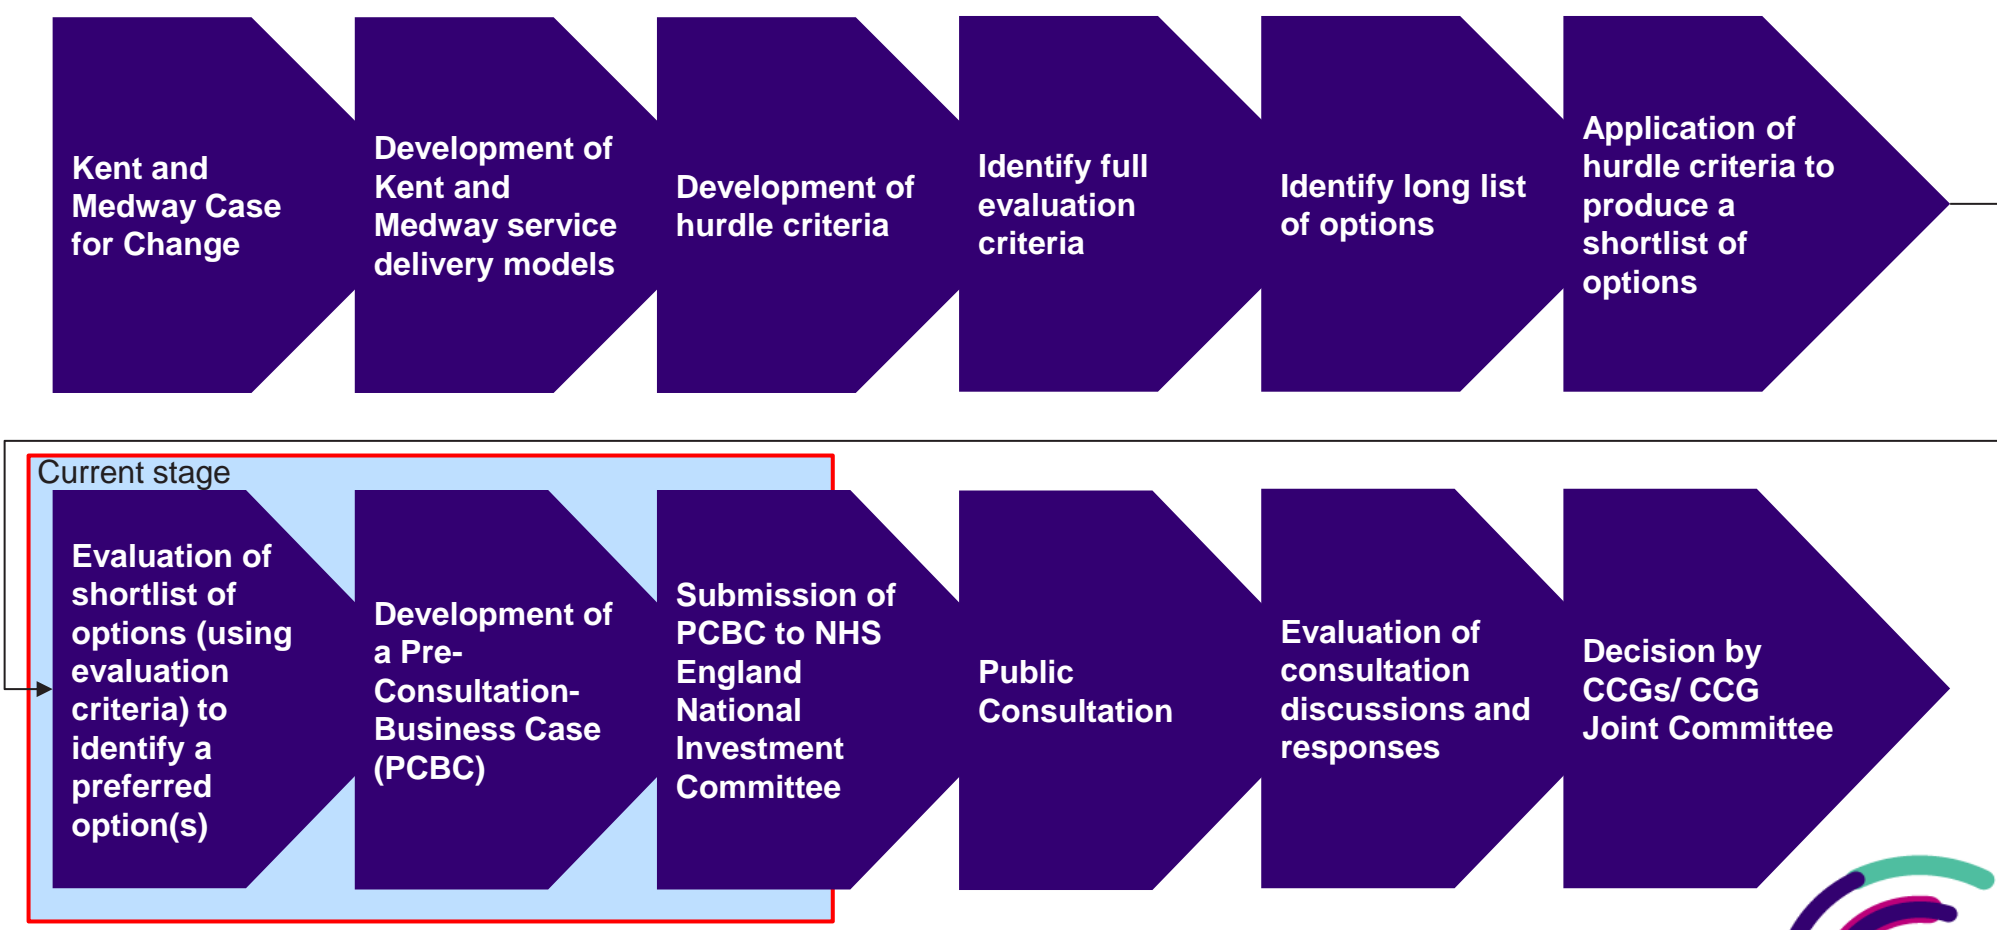 Kent and
Medway Case
for Change
Development of
Kent and
Medway service
delivery models
Development of
hurdle criteria
Identify full
evaluation
criteria
Identify long list
of options
Application of
hurdle criteria to
produce a
shortlist of
options
Current stage
Evaluation of
shortlist of
options (using
evaluation
criteria) to
identify a
preferred
option(s)
Development of
a Pre-
Consultation-
Business Case
(PCBC)
Submission of
PCBC to NHS
England
National
Investment
Committee
Public
Consultation
Evaluation of
consultation
discussions and
responses
Decision by
CCGs/ CCG
Joint Committee